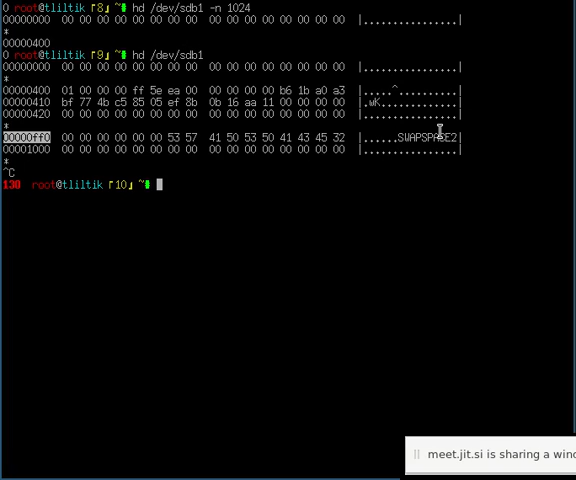 0 root@tliltik ｢8｣ ~# hd /dev/sdb1 -n 1024
00000000  00 00 00 00 00 00 00 00  00 00 00 00 00 00 00 00  |................|
*
00000400
0 root@tliltik ｢9｣ ~# hd /dev/sdb1
00000000  00 00 00 00 00 00 00 00  00 00 00 00 00 00 00 00  |................|
*
00000400  01 00 00 00 ff 5e ea 00  00 00 00 00 b6 1b a0 a3  |.....^..........|
00000410  bf 77 4b c5 85 05 ef 8b  0b 16 aa 11 00 00 00 00  |.wK.............|
00000420  00 00 00 00 00 00 00 00  00 00 00 00 00 00 00 00  |................|
*
00000ff0  00 00 00 00 00 00 53 57  41 50 53 50 41 43 45 32  |......SWAPSPACE2|
00001000  00 00 00 00 00 00 00 00  00 00 00 00 00 00 00 00  |................|
*
^C
130  root@tliltik ｢10｣ ~#
meet.jit.si is sharing a wind